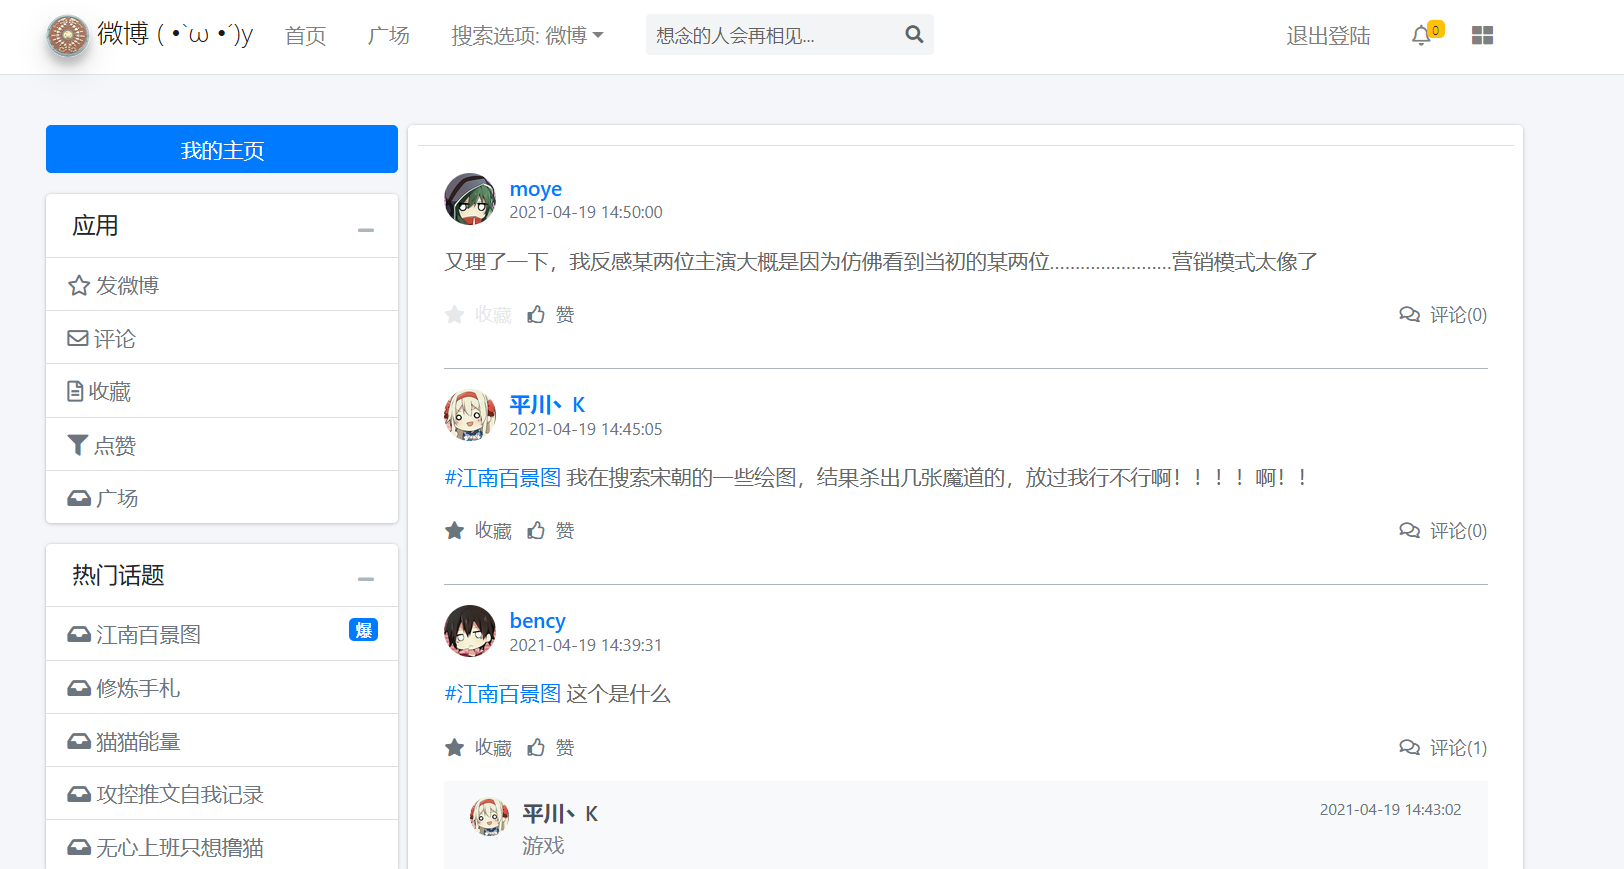 微博 ( •`ω •´)y 首页 广场 搜索选项: 微博 想念的人会再相见... 退出登陆 0
我的主页
应用
发微博
评论
收藏
点赞
广场
热门话题
江南百景图 爆
修炼手札
猫猫能量
攻控推文自我记录
无心上班只想撸猫
moye
2021-04-19 14:50:00
又理了一下，我反感某两位主演大概是因为仿佛看到当初的某两位........................营销模式太像了
收藏 赞 评论(0)
平川丶 K
2021-04-19 14:45:05
#江南百景图 我在搜索宋朝的一些绘图，结果杀出几张魔道的，放过我行不行啊！！！！啊！！
收藏 赞 评论(0)
bency
2021-04-19 14:39:31
#江南百景图 这个是什么
收藏 赞 评论(1)
平川丶 K 2021-04-19 14:43:02
游戏